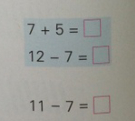 7 + 5 = □
12 − 7 = □
11 − 7 = □